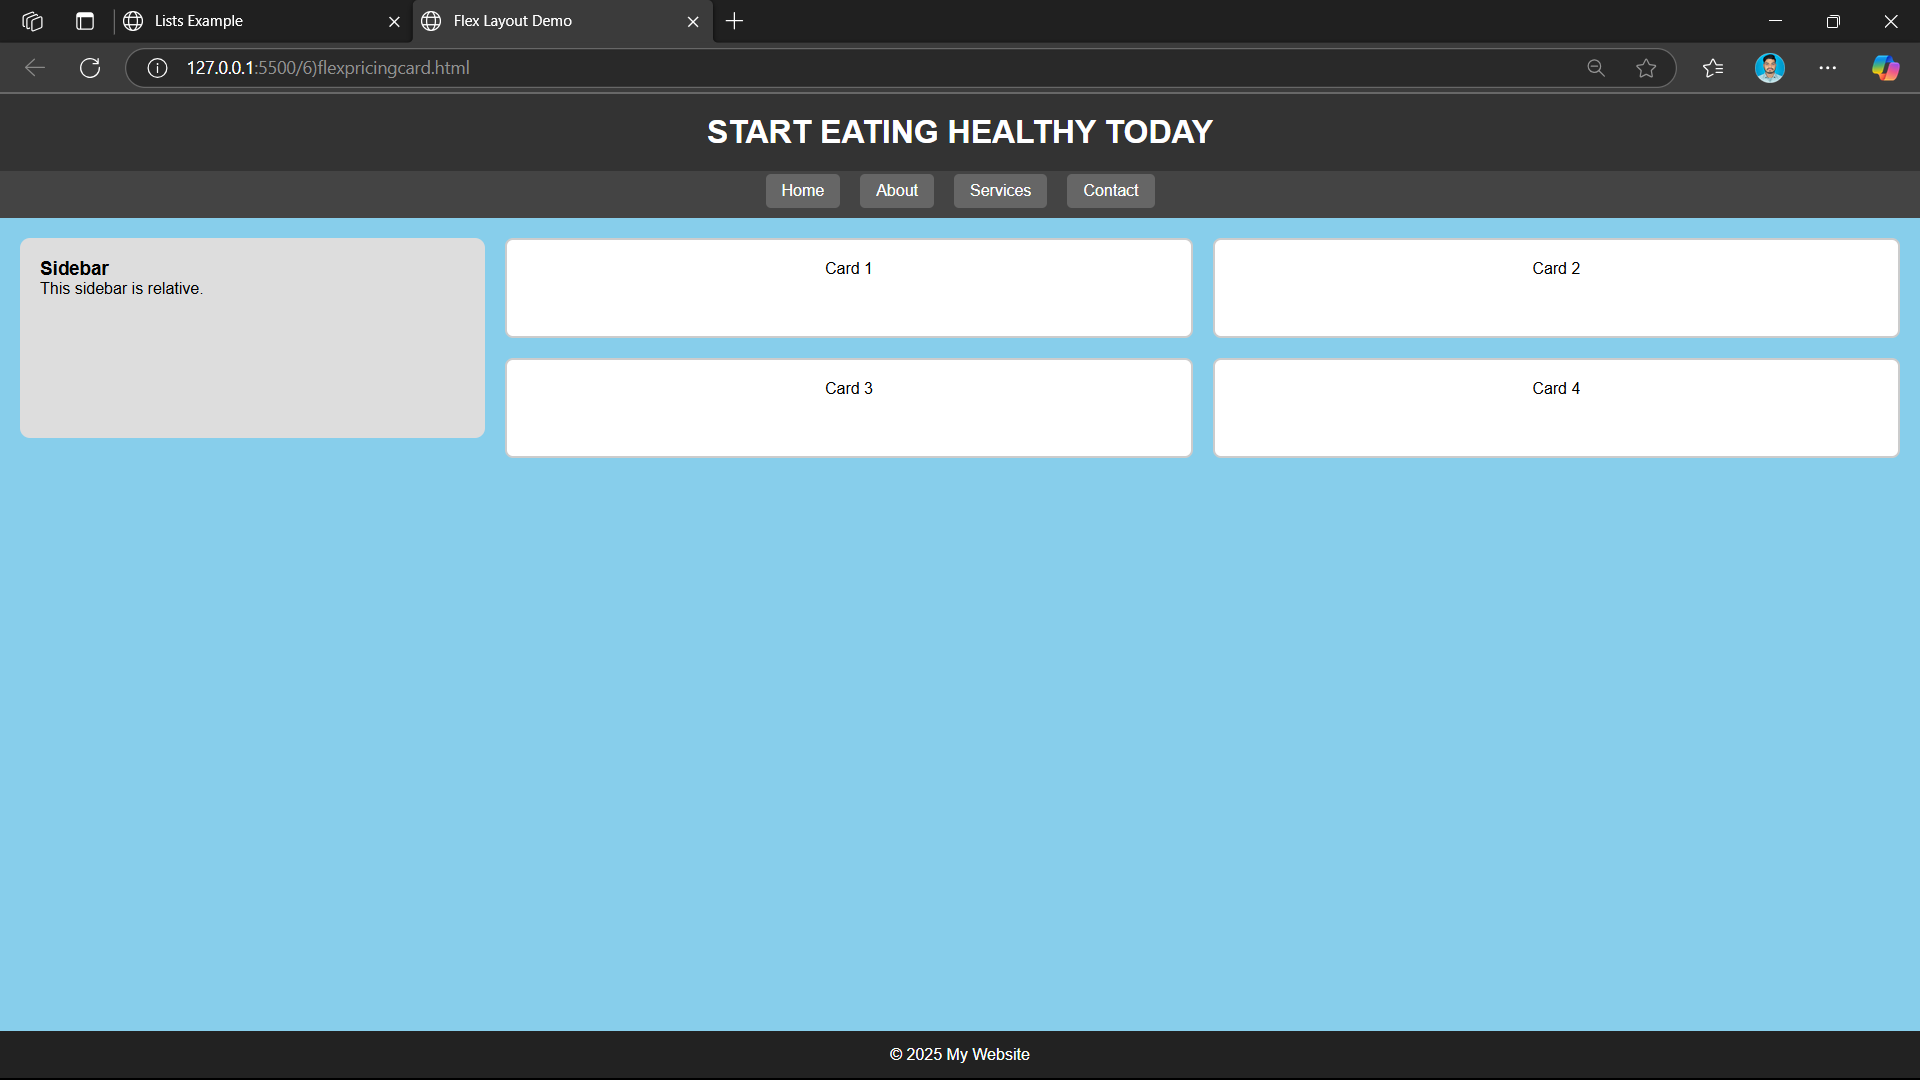 Lists Example
Flex Layout Demo
127.0.0.1:5500/6)flexpricingcard.html
START EATING HEALTHY TODAY
Home About Services Contact
Sidebar
This sidebar is relative.
Card 1
Card 2
Card 3
Card 4
© 2025 My Website